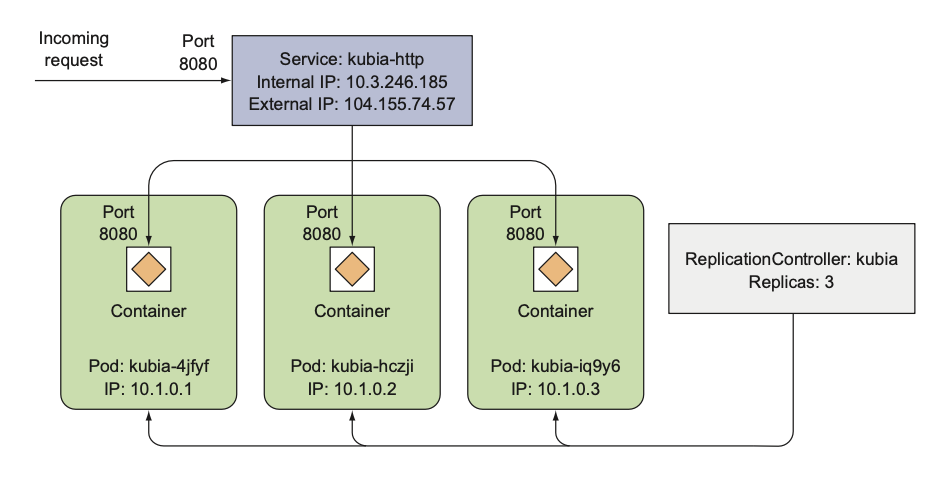 Incoming
request
Port
8080
Service: kubia-http
Internal IP: 10.3.246.185
External IP: 104.155.74.57
Port
8080
Container
Pod: kubia-4jfyf
IP: 10.1.0.1
Port
8080
Container
Pod: kubia-hczji
IP: 10.1.0.2
Port
8080
Container
Pod: kubia-iq9y6
IP: 10.1.0.3
ReplicationController: kubia
Replicas: 3